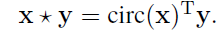 x ⋆ y = circ(x)ᵀy.